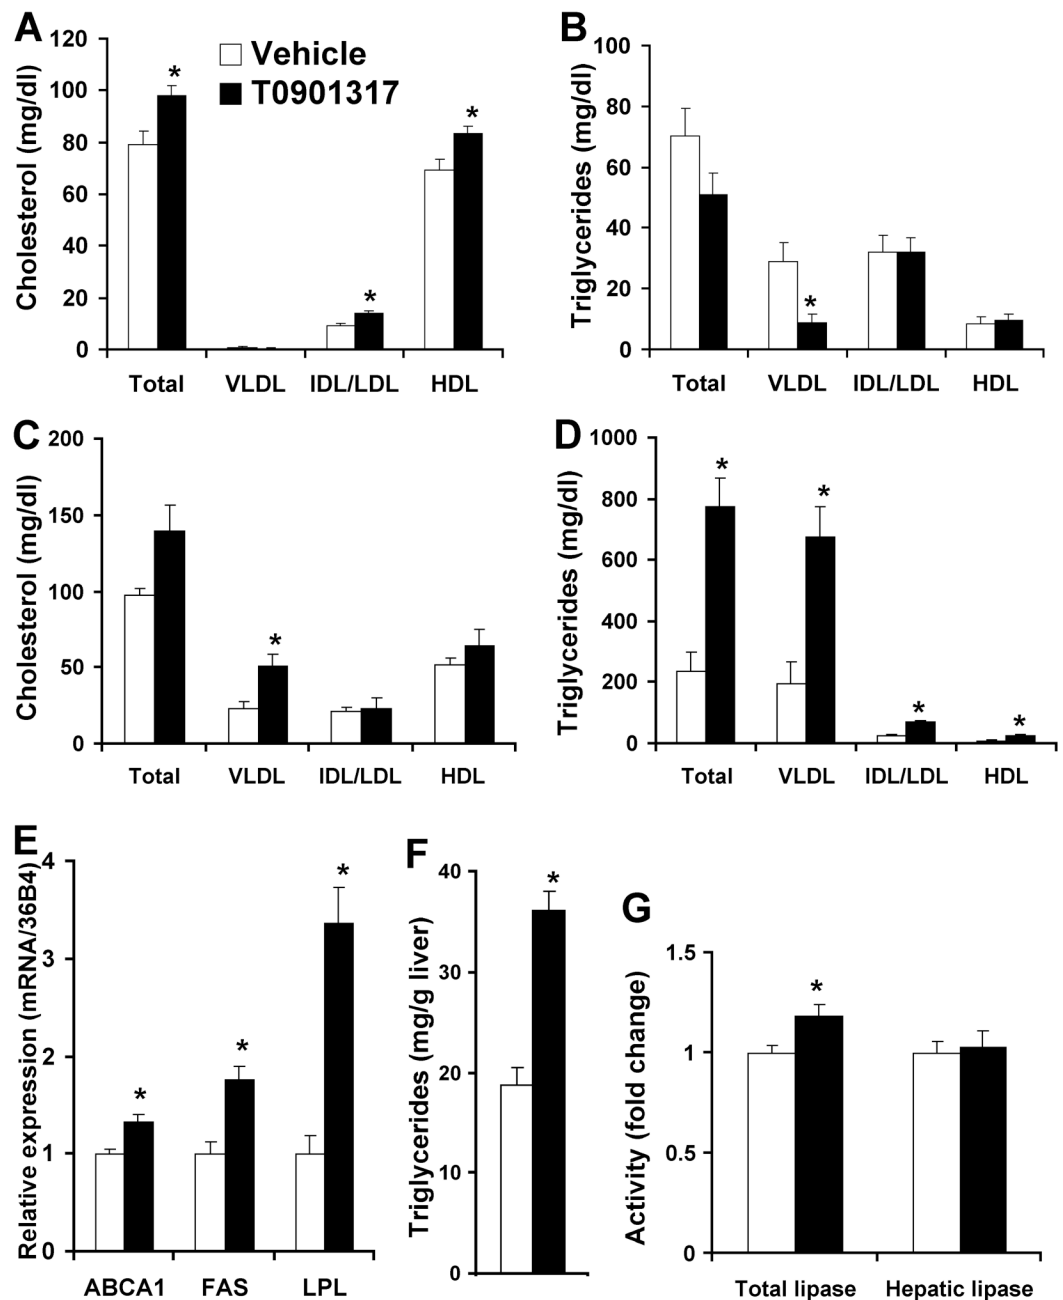 A
Cholesterol (mg/dl)
120
100
80
60
40
20
0
Vehicle
T0901317
*
*
*
Total VLDL IDL/LDL HDL
B
Triglycerides (mg/dl)
100
80
60
40
20
0
*
Total VLDL IDL/LDL HDL
C
Cholesterol (mg/dl)
200
150
100
50
0
*
Total VLDL IDL/LDL HDL
D
Triglycerides (mg/dl)
1000
800
600
400
200
0
*
*
*
*
Total VLDL IDL/LDL HDL
E
Relative expression (mRNA/36B4)
4
3
2
1
0
*
*
*
ABCA1 FAS LPL
F
Triglycerides (mg/g liver)
40
30
20
10
0
*
G
Activity (fold change)
1.5
1
0.5
0
*
Total lipase Hepatic lipase